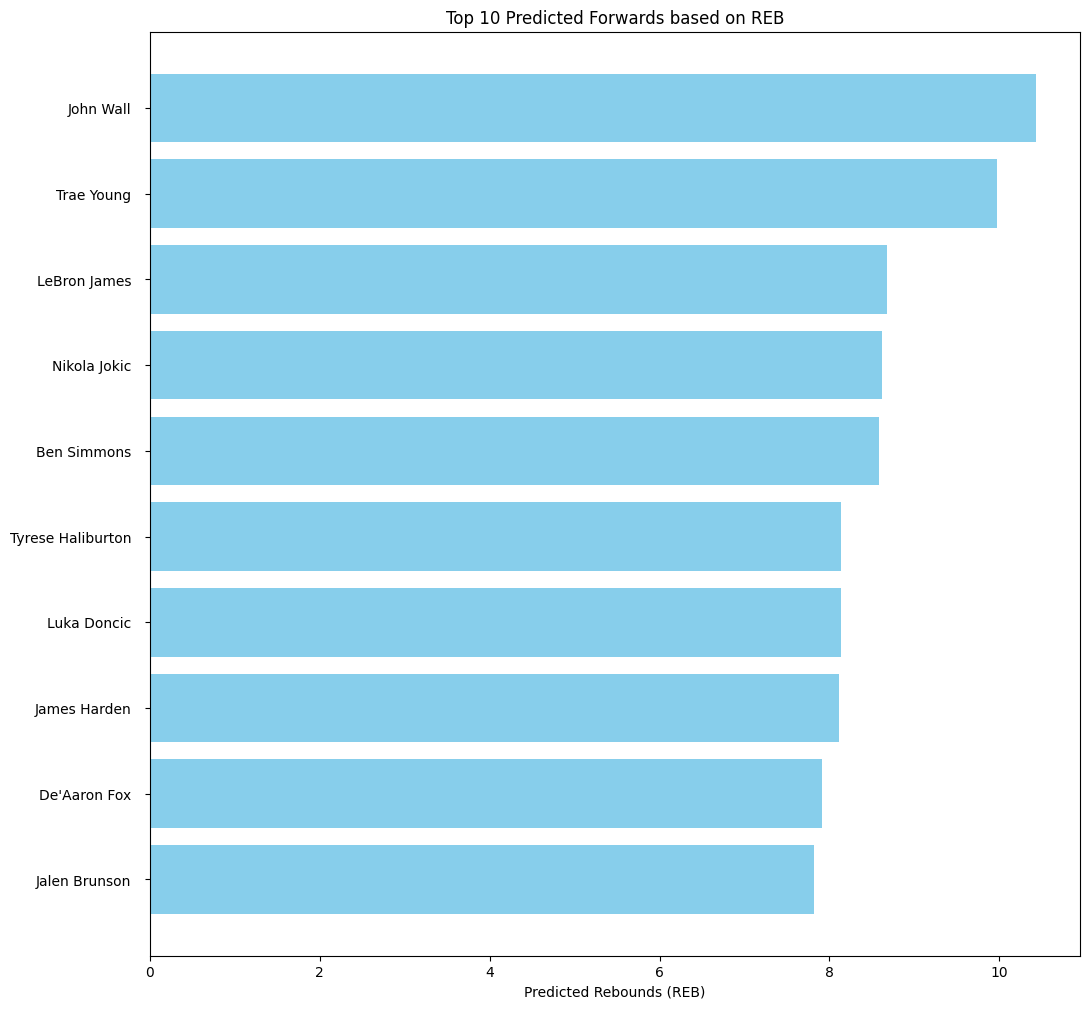 Top 10 Predicted Forwards based on REB
John Wall
Trae Young
LeBron James
Nikola Jokic
Ben Simmons
Tyrese Haliburton
Luka Doncic
James Harden
De'Aaron Fox
Jalen Brunson
0 2 4 6 8 10
Predicted Rebounds (REB)